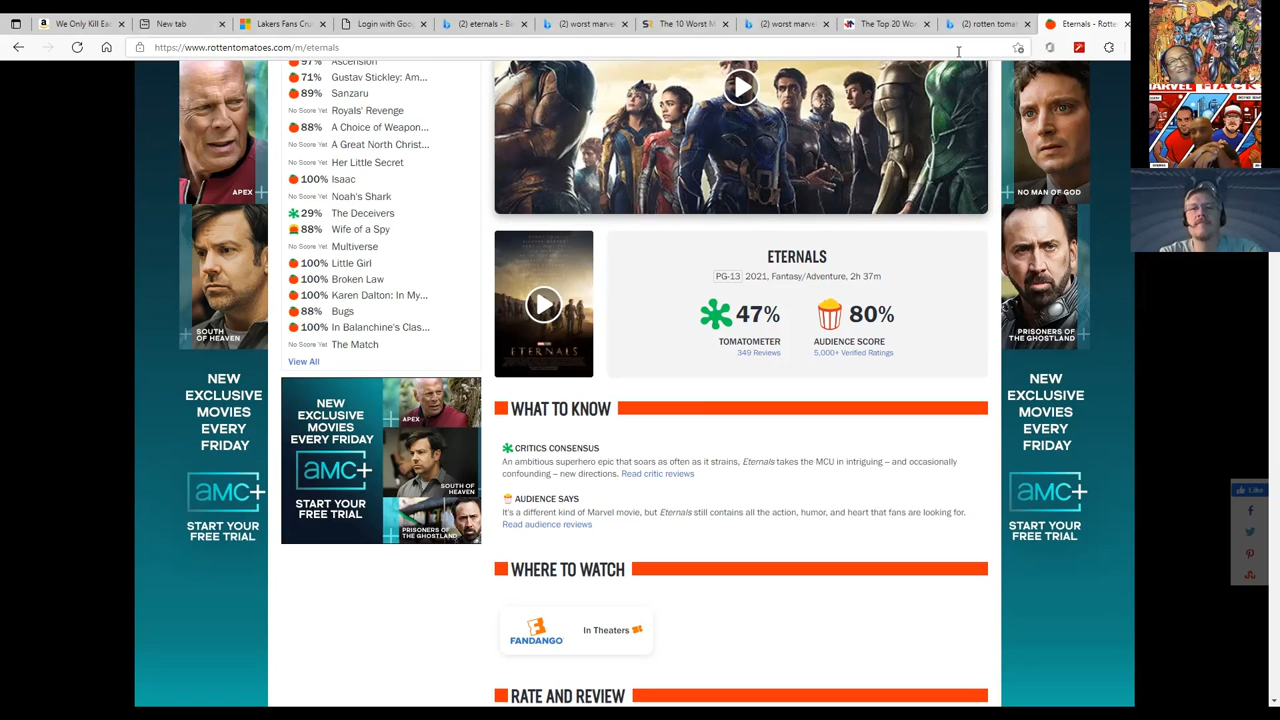 We Only Kill Eac
New tab
Lakers Fans Cru
Login with Goo
(2) eternals - Bi
(2) worst marve
The 10 Worst M
(2) worst marve
The Top 20 Wo
(2) rotten tomat
Eternals - Rotte
https://www.rottentomatoes.com/m/eternals
97% Ascension
71% Gustav Stickley: Am...
89% Sanzaru
No Score Yet Royals' Revenge
88% A Choice of Weapon...
No Score Yet A Great North Christ...
No Score Yet Her Little Secret
100% Isaac
No Score Yet Noah's Shark
29% The Deceivers
88% Wife of a Spy
No Score Yet Multiverse
100% Little Girl
100% Broken Law
100% Karen Dalton: In My...
88% Bugs
100% In Balanchine's Clas...
No Score Yet The Match
View All
APEX
SOUTH
OF HEAVEN
NEW
EXCLUSIVE
MOVIES
EVERY
FRIDAY
amc+
START YOUR
FREE TRIAL
NEW
EXCLUSIVE
MOVIES
EVERY FRIDAY
amc+
START YOUR
FREE TRIAL
APEX
SOUTH OF
HEAVEN
PRISONERS OF
THE GHOSTLAND
ETERNALS
ETERNALS
PG-13 2021, Fantasy/Adventure, 2h 37m
47% 80%
TOMATOMETER AUDIENCE SCORE
349 Reviews 5,000+ Verified Ratings
WHAT TO KNOW
CRITICS CONSENSUS
An ambitious superhero epic that soars as often as it strains, Eternals takes the MCU in intriguing -- and occasionally
confounding -- new directions. Read critic reviews
AUDIENCE SAYS
It's a different kind of Marvel movie, but Eternals still contains all the action, humor, and heart that fans are looking for.
Read audience reviews
WHERE TO WATCH
FANDANGO
In Theaters
RATE AND REVIEW
NO MAN OF GOD
PRISONERS OF
THE GHOSTLAND
NEW
EXCLUSIVE
MOVIES
EVERY
FRIDAY
amc+
START YOUR
FREE TRIAL
MARVEL
Like